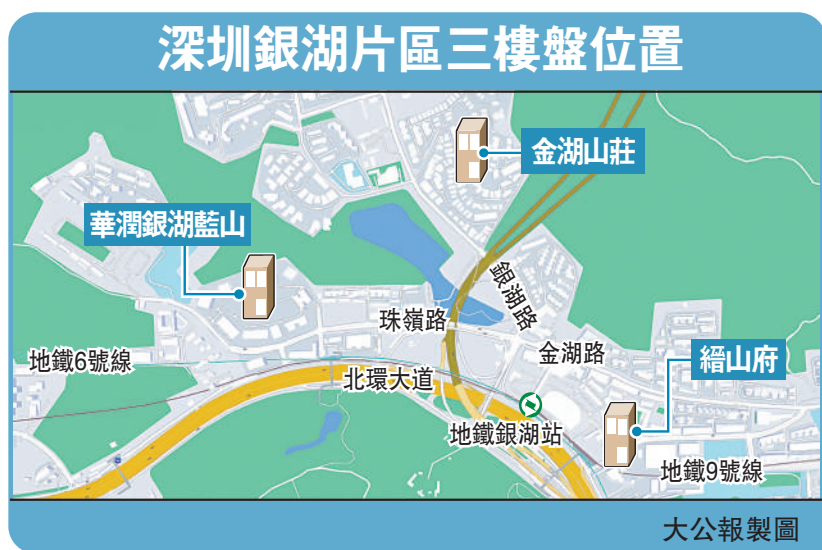 深圳銀湖片區三樓盤位置
金湖山莊
華潤銀湖藍山
銀湖路
珠嶺路
金湖路
地鐵6號線
縉山府
北環大道
地鐵銀湖站
地鐵9號線
大公報製圖